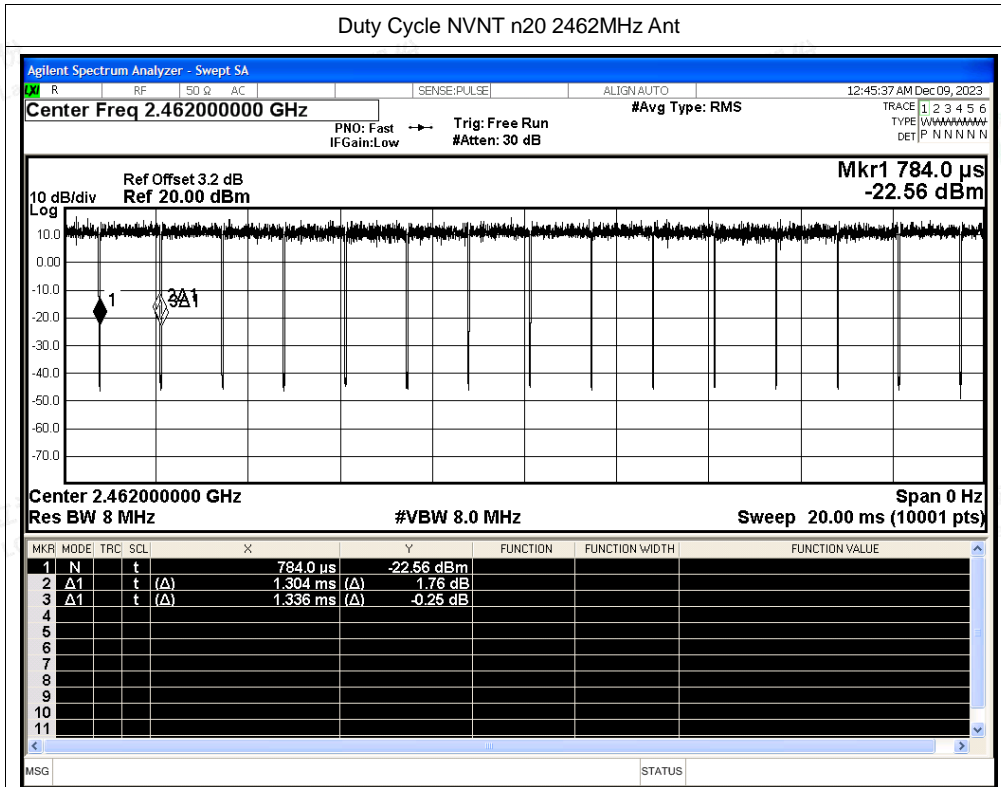 Duty Cycle NVNT n20 2462MHz Ant
Agilent Spectrum Analyzer - Swept SA
LXI R RF 50 Ω AC SENSE:PULSE ALIGN AUTO 12:45:37 AM Dec 09, 2023
Center Freq 2.462000000 GHz #Avg Type: RMS TRACE 1 2 3 4 5 6
PNO: Fast Trig: Free Run TYPE WWWWWW
IFGain:Low #Atten: 30 dB DET P N N N N N
Mkr1 784.0 µs
Ref Offset 3.2 dB
10 dB/div Ref 20.00 dBm -22.56 dBm
Log
10.0
0.00
-10.0
1 3Δ1
-20.0
-30.0
-40.0
-50.0
-60.0
-70.0
Center 2.462000000 GHz Span 0 Hz
Res BW 8 MHz #VBW 8.0 MHz Sweep 20.00 ms (10001 pts)
MKR MODE TRC SCL X Y FUNCTION FUNCTION WIDTH FUNCTION VALUE
1 N t 784.0 µs -22.56 dBm
2 Δ1 t (Δ) 1.304 ms (Δ) 1.76 dB
3 Δ1 t (Δ) 1.336 ms (Δ) -0.25 dB
4
5
6
7
8
9
10
11
MSG STATUS